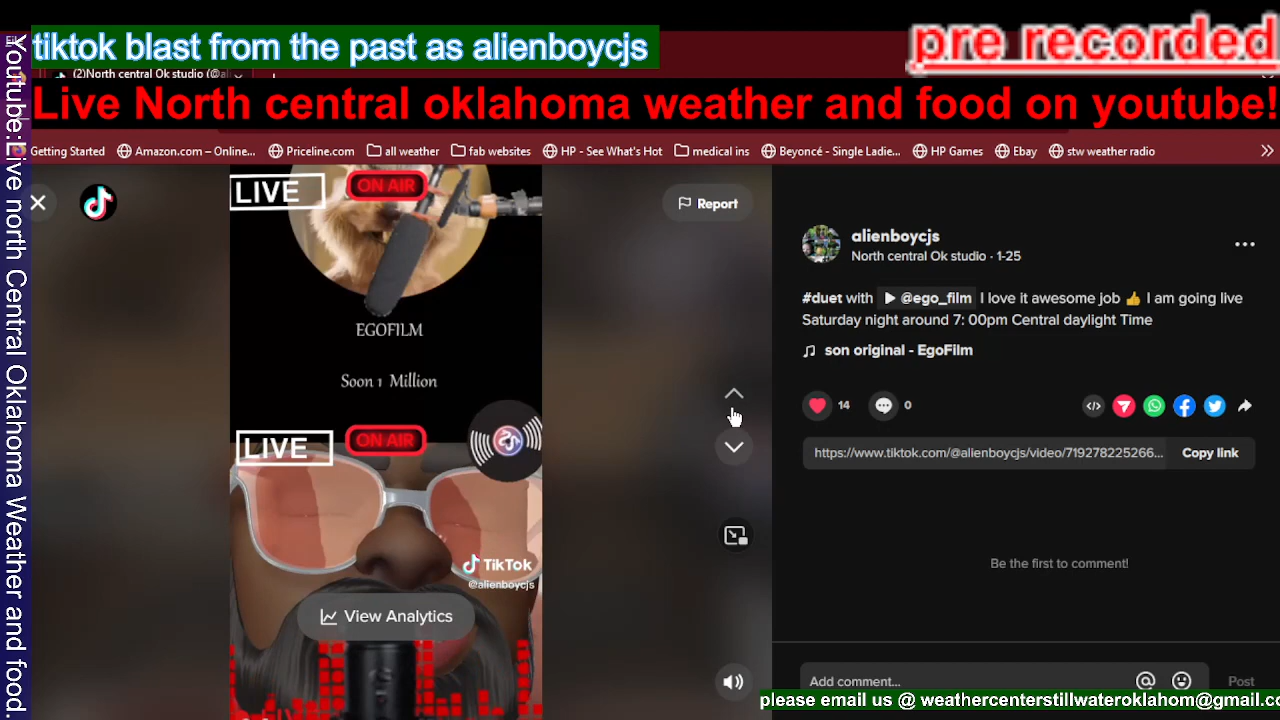 tiktok blast from the past as alienboycjs
pre recorded
(2)North central Ok studio (@a
Live North central oklahoma weather and food on youtube!
Youtube:Live north Central Oklahoma Weather and food.
Getting Started
Amazon.com – Online...
Priceline.com
all weather
fab websites
HP - See What's Hot
medical ins
Beyoncé - Single Ladie...
HP Games
Ebay
stw weather radio
LIVE
ON AIR
Report
EGOFILM
Soon 1 Million
LIVE
ON AIR
TikTok
@alienboycjs
View Analytics
alienboycjs
North central Ok studio · 1-25
#duet with ▶ @ego_film I love it awesome job 👍 I am going live
Saturday night around 7: 00pm Central daylight Time
son original - EgoFilm
14
0
https://www.tiktok.com/@alienboycjs/video/719278225266...
Copy link
Be the first to comment!
Add comment...
Post
please email us @ weathercenterstillwateroklahom@gmail.co